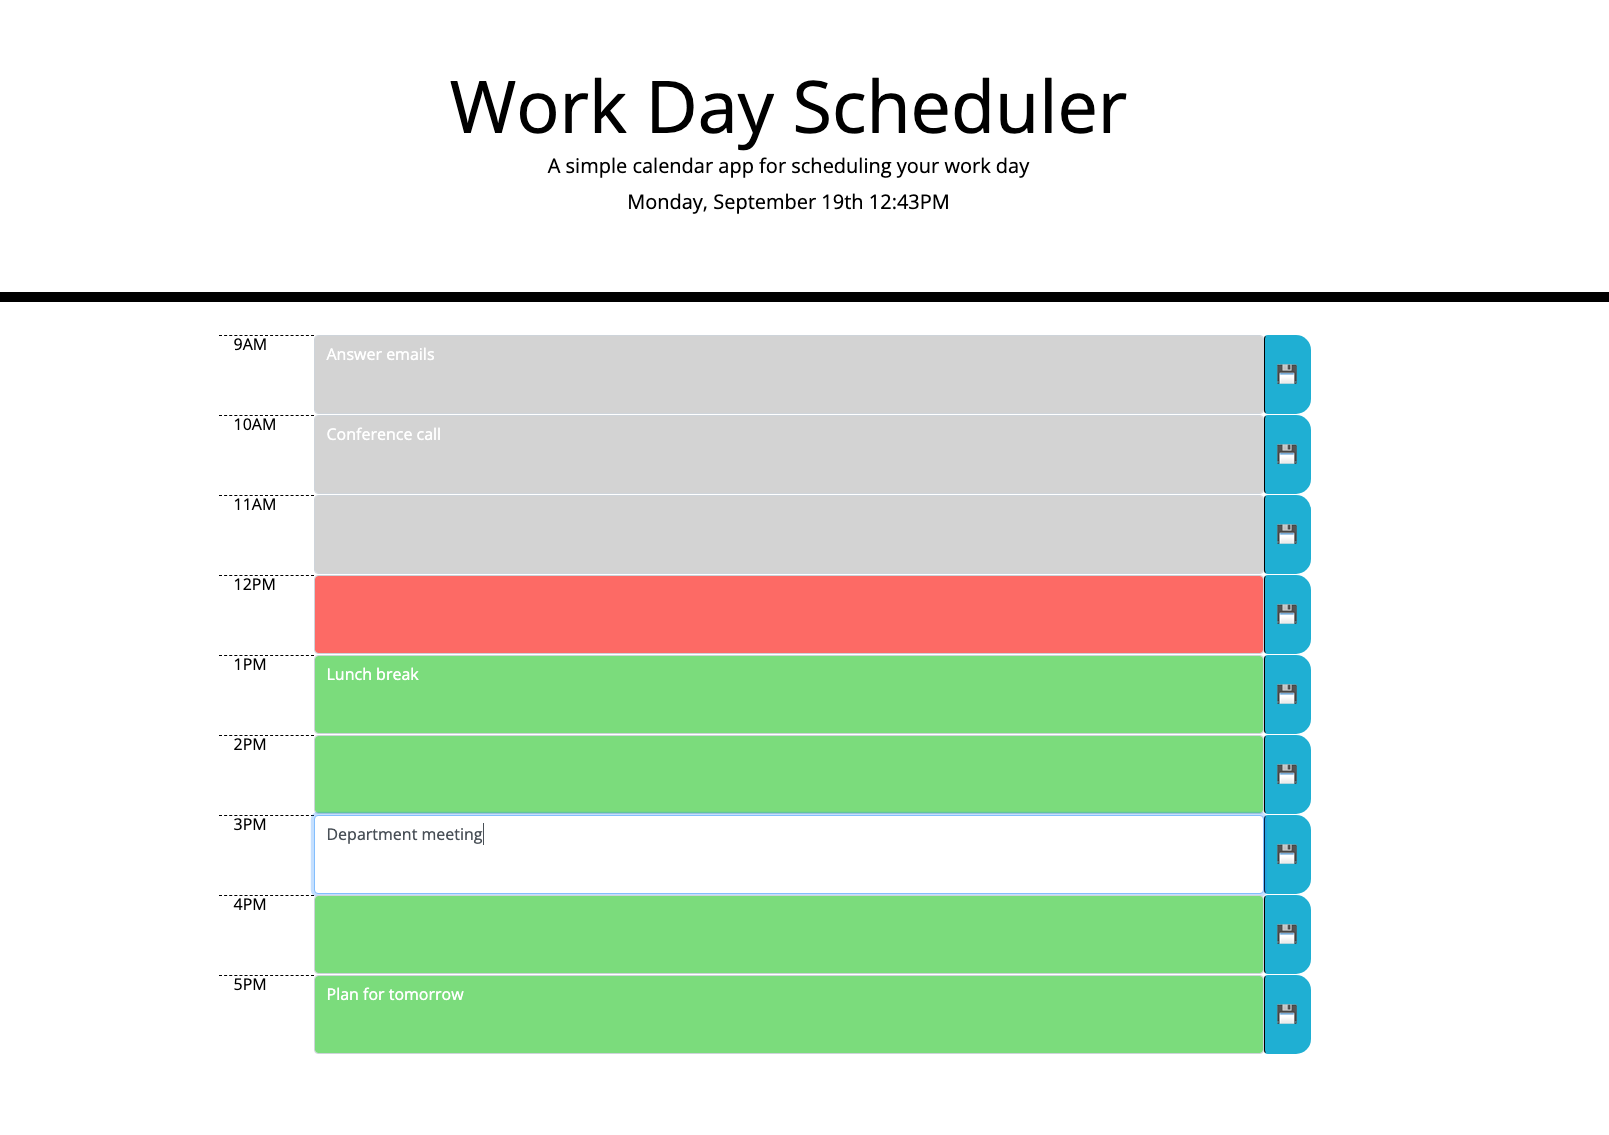 Work Day Scheduler
A simple calendar app for scheduling your work day
Monday, September 19th 12:43PM
9AM
Answer emails
10AM
Conference call
11AM
12PM
1PM
Lunch break
2PM
3PM
Department meeting
4PM
5PM
Plan for tomorrow